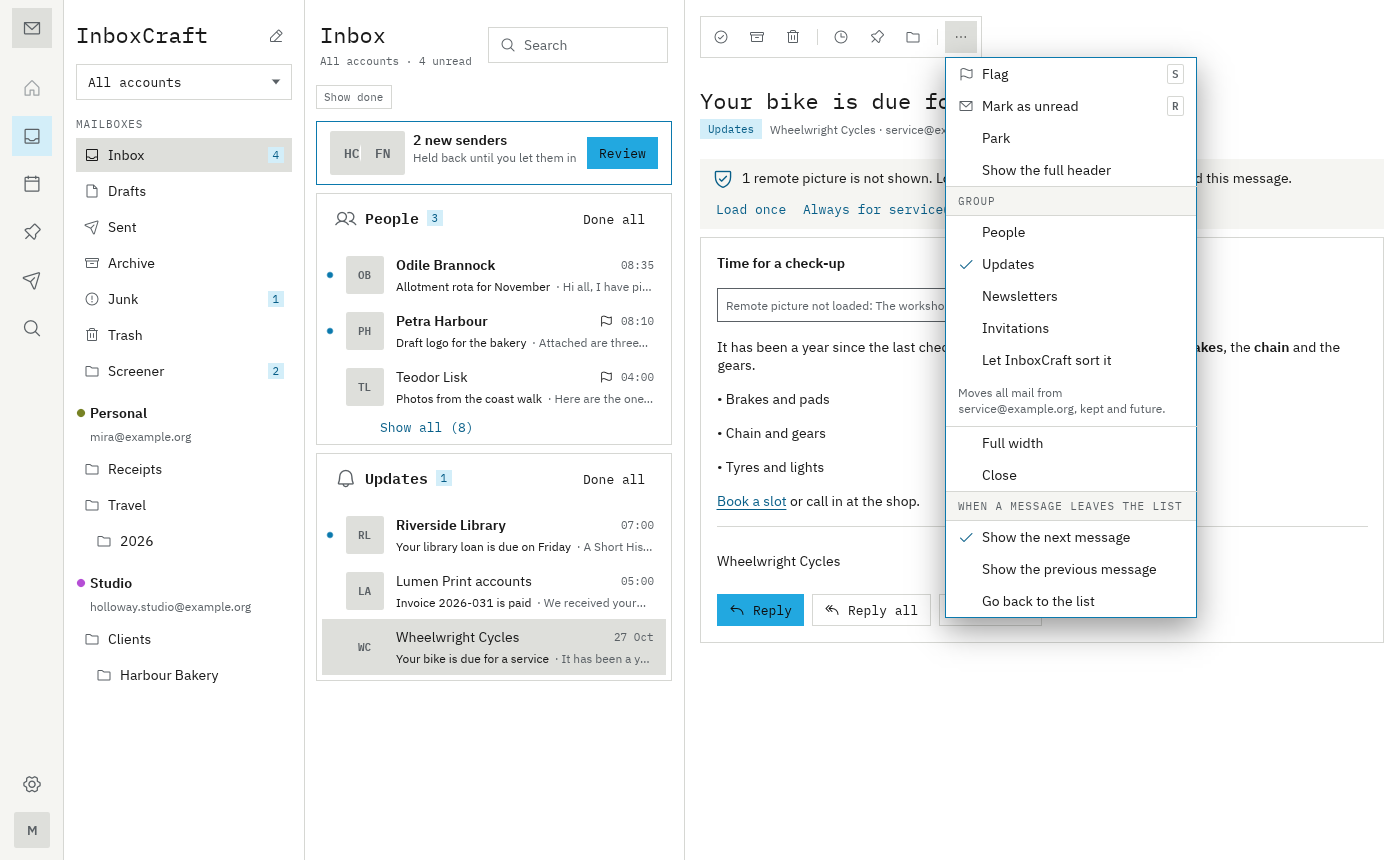 InboxCraft
All accounts
MAILBOXES
Inbox 4
Drafts
Sent
Archive
Junk 1
Trash
Screener 2
Personal
mira@example.org
Receipts
Travel
2026
Studio
holloway.studio@example.org
Clients
Harbour Bakery
M
Inbox
All accounts · 4 unread
Search
Show done
HC FN
2 new senders
Held back until you let them in
Review
People 3
Done all
OB
Odile Brannock 08:35
Allotment rota for November · Hi all, I have pi…
PH
Petra Harbour 08:10
Draft logo for the bakery · Attached are three…
TL
Teodor Lisk 04:00
Photos from the coast walk · Here are the one…
Show all (8)
Updates 1
Done all
RL
Riverside Library 07:00
Your library loan is due on Friday · A Short His…
LA
Lumen Print accounts 05:00
Invoice 2026-031 is paid · We received your…
WC
Wheelwright Cycles 27 Oct
Your bike is due for a service · It has been a y…
Your bike is due
Updates
Wheelwright Cycles · service@ex
1 remote picture is not shown.
d this message.
Load once Always for service
Time for a check-up
Remote picture not loaded: The worksho
It has been a year since the last chec
akes, the chain and the
gears.
• Brakes and pads
• Chain and gears
• Tyres and lights
Book a slot or call in at the shop.
Wheelwright Cycles
Reply
Reply all
Flag S
Mark as unread R
Park
Show the full header
GROUP
People
Updates
Newsletters
Invitations
Let InboxCraft sort it
Moves all mail from
service@example.org, kept and future.
Full width
Close
WHEN A MESSAGE LEAVES THE LIST
Show the next message
Show the previous message
Go back to the list